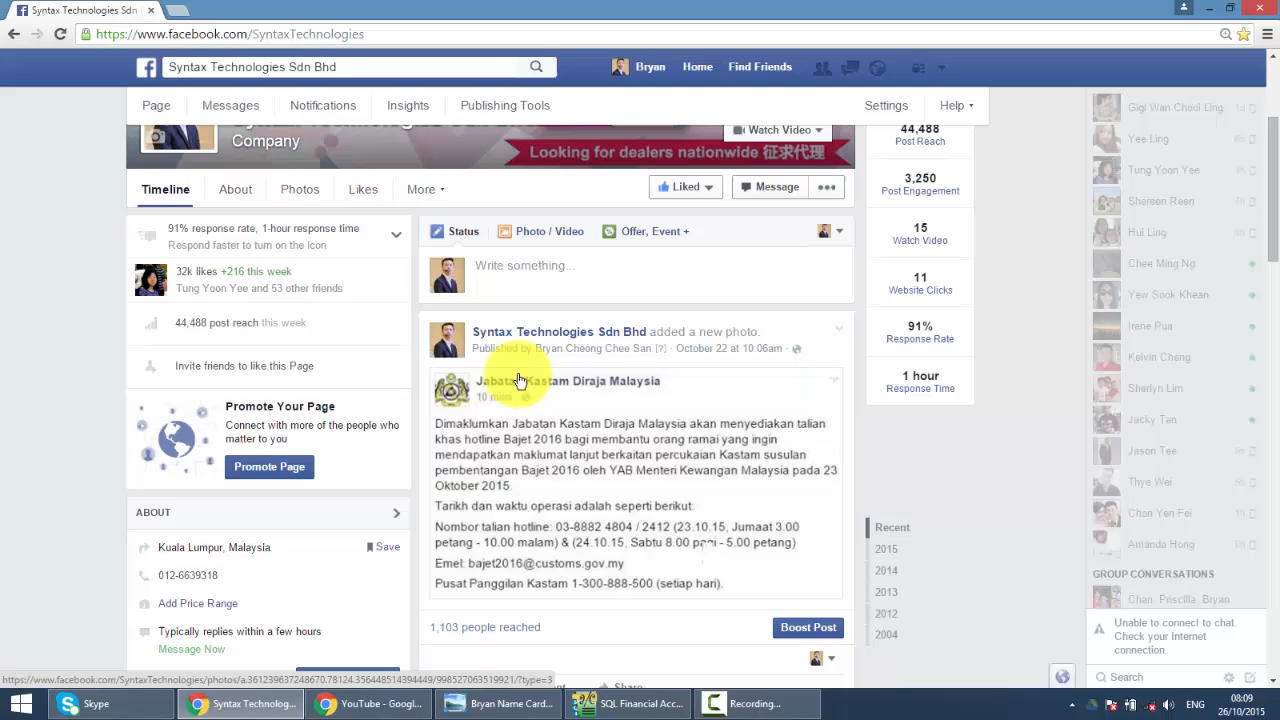 Syntax Technologies Sdn
https://www.facebook.com/SyntaxTechnologies
Syntax Technologies Sdn Bhd
Bryan Home Find Friends
Page Messages Notifications Insights Publishing Tools Settings Help
Company
Looking for dealers nationwide 征求代理
Watch Video
Timeline About Photos Likes More
Liked Message •••
91% response rate, 1-hour response time
Respond faster to turn on the icon
32k likes +216 this week
Tung Yoon Yee and 53 other friends
44,488 post reach this week
Invite friends to like this Page
Promote Your Page
Connect with more of the people who
matter to you
Promote Page
ABOUT
Kuala Lumpur, Malaysia Save
012-6639318
Add Price Range
Typically replies within a few hours
Message Now
Status Photo / Video Offer, Event +
Write something...
Syntax Technologies Sdn Bhd added a new photo.
Published by Bryan Cheong Chee San [?] · October 22 at 10:06am ·
Jabatan Kastam Diraja Malaysia
10 mins
Dimaklumkan Jabatan Kastam Diraja Malaysia akan menyediakan talian
khas hotline Bajet 2016 bagi membantu orang ramai yang ingin
mendapatkan maklumat lanjut berkaitan percukaian Kastam susulan
pembentangan Bajet 2016 oleh YAB Menteri Kewangan Malaysia pada 23
Oktober 2015.
Tarikh dan waktu operasi adalah seperti berikut:
Nombor talian hotline: 03-8882 4804 / 2412 (23.10.15, Jumaat 3.00
petang - 10.00 malam) & (24.10.15, Sabtu 8.00 pagi - 5.00 petang)
Emel: bajet2016@customs.gov.my
Pusat Panggilan Kastam 1-300-888-500 (setiap hari).
1,103 people reached
Boost Post
Share
44,488
Post Reach
3,250
Post Engagement
15
Watch Video
11
Website Clicks
91%
Response Rate
1 hour
Response Time
Recent
2015
2014
2013
2012
2004
Gigi Wan Chooi Ling
Yee Ling
Tung Yoon Yee
Shereen Reen
Hui Ling
Chee Ming Ng
Yew Sook Khean
Irene Pua
Kelvin Cheng
Sherlyn Lim
Jacky Tan
Jason Tee
Thye Wei
Chan Yen Fei
Amanda Hong
GROUP CONVERSATIONS
Chan, Priscilla, Bryan
Unable to connect to chat.
Check your Internet
connection.
Search
https://www.facebook.com/SyntaxTechnologies/photos/a.361239637248670.78124.336148514394449/998527063519921/?type=3
Skype Syntax Technolog... YouTube - Googl... Bryan Name Card... SQL Financial Acc... Recording...
ENG
08:09
26/10/2015